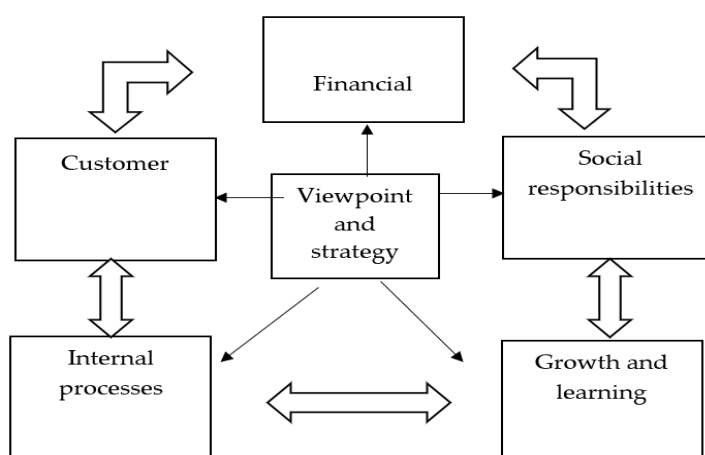 Financial
Customer
Viewpoint
and
strategy
Social
responsibilities
Internal
processes
Growth and
learning